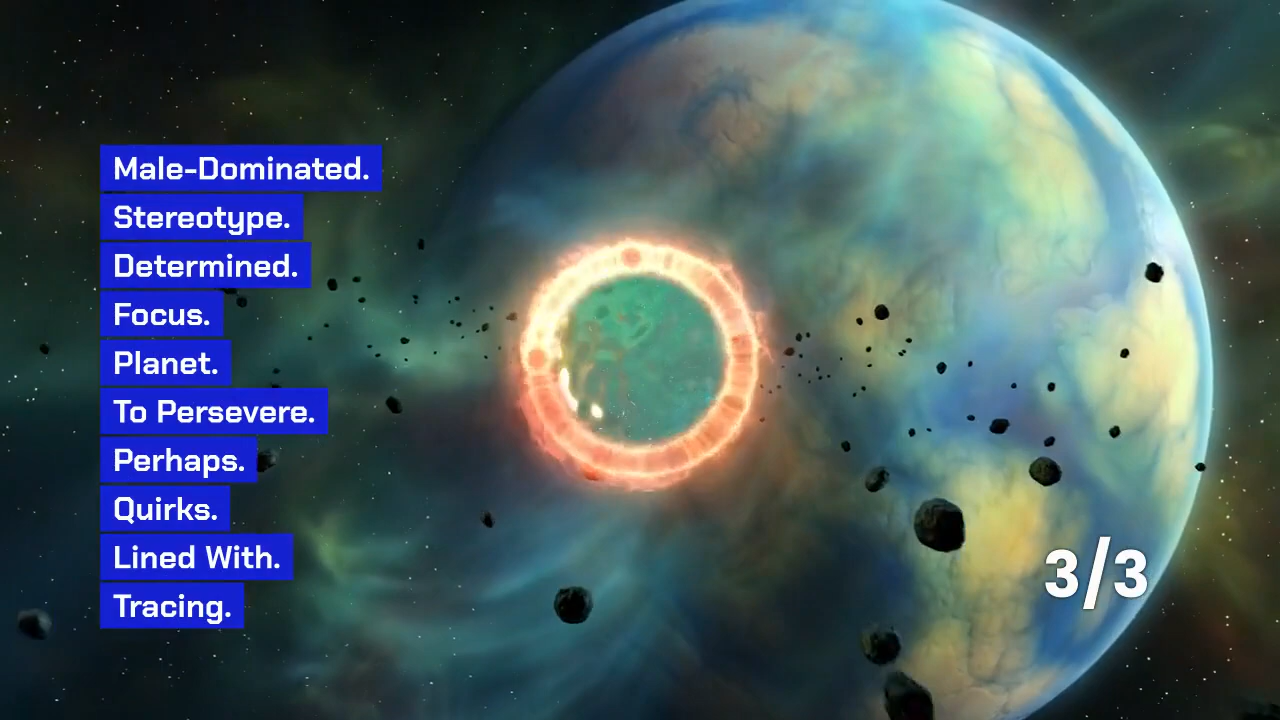 Male-Dominated.
Stereotype.
Determined.
Focus.
Planet.
To Persevere.
Perhaps.
Quirks.
Lined With.
Tracing.
3/3